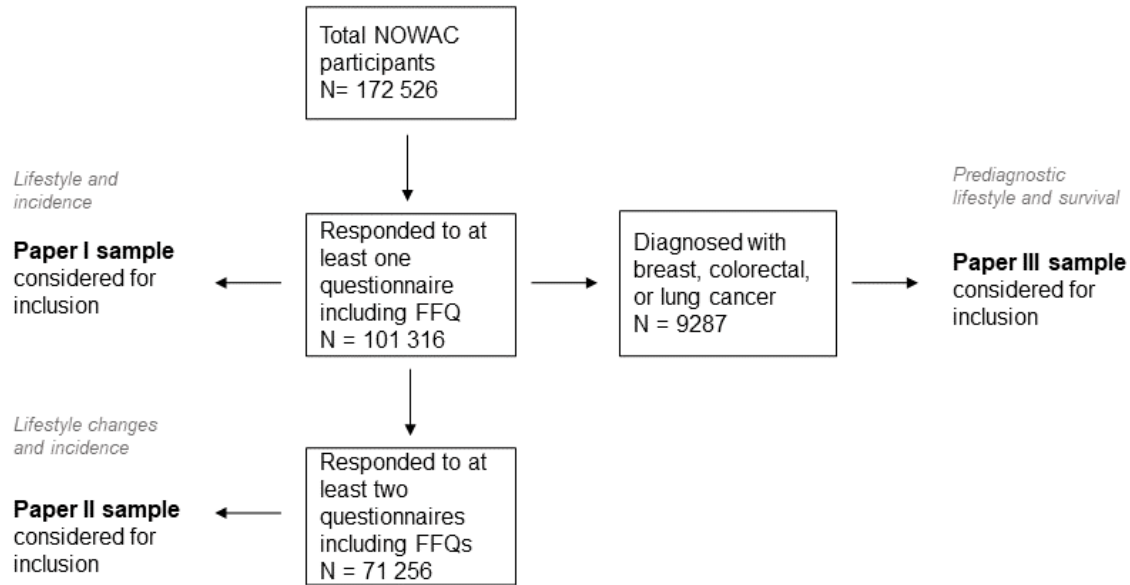 Total NOWAC
participants
N= 172 526
Lifestyle and
incidence
Paper I sample
considered for
inclusion
Responded to at
least one
questionnaire
including FFQ
N = 101 316
Diagnosed with
breast, colorectal,
or lung cancer
N = 9287
Prediagnostic
lifestyle and survival
Paper III sample
considered for
inclusion
Lifestyle changes
and incidence
Paper II sample
considered for
inclusion
Responded to at
least two
questionnaires
including FFQs
N = 71 256